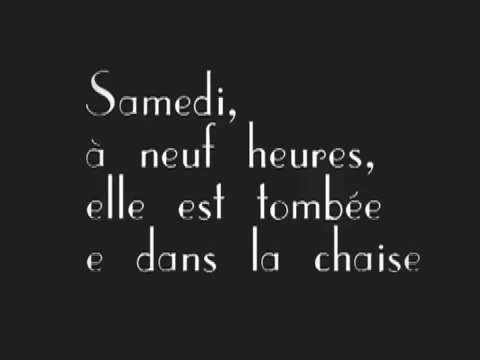 Samedi,
à neuf heures,
elle est tombée
e dans la chaise